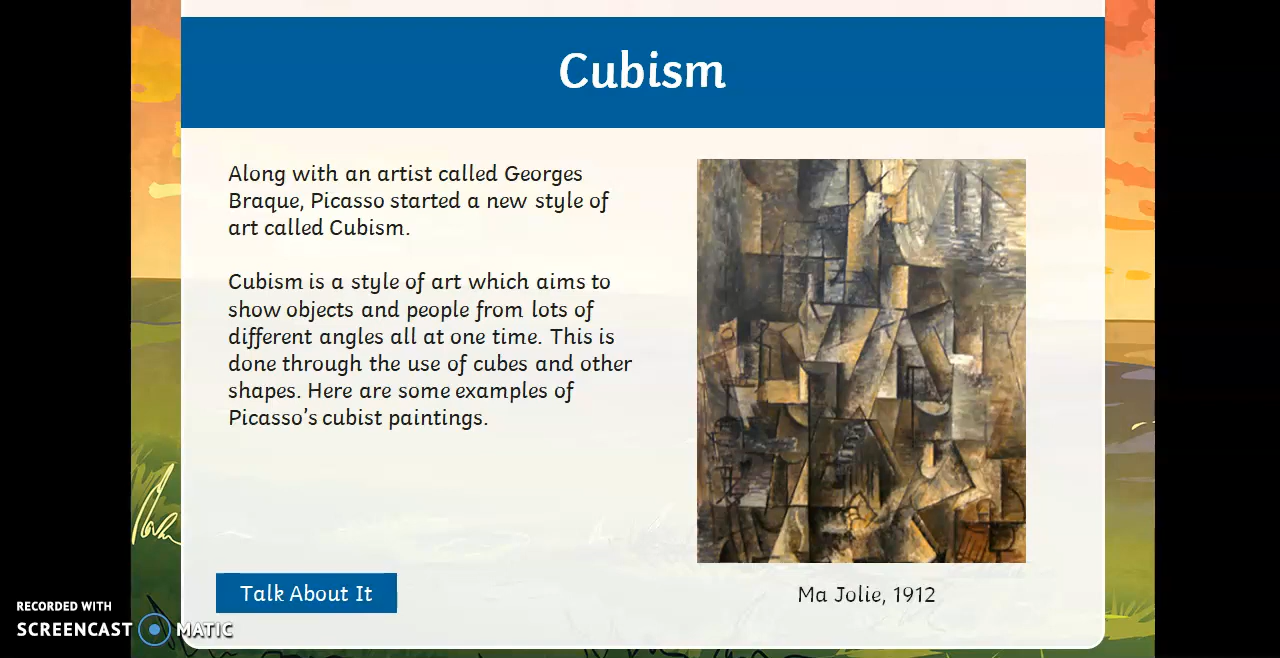 Cubism
Along with an artist called Georges
Braque, Picasso started a new style of
art called Cubism.
Cubism is a style of art which aims to
show objects and people from lots of
different angles all at one time. This is
done through the use of cubes and other
shapes. Here are some examples of
Picasso's cubist paintings.
Talk About It
Ma Jolie, 1912
RECORDED WITH
SCREENCAST MATIC